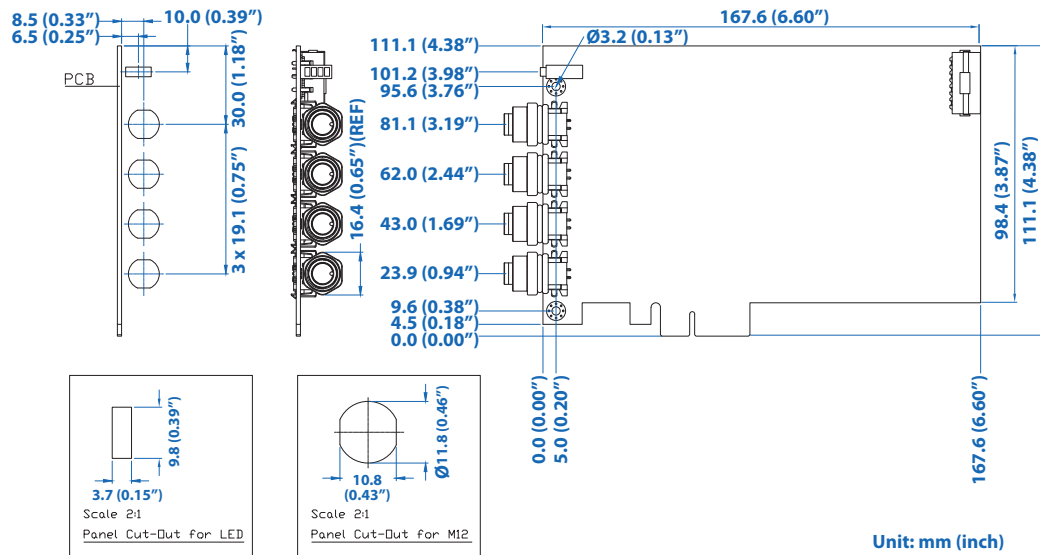 8.5 (0.33”)
10.0 (0.39”)
6.5 (0.25”)
PCB
30.0 (1.18”)
3 x 19.1 (0.75”)
16.4 (0.65”)(REF)
167.6 (6.60”)
Ø3.2 (0.13”)
111.1 (4.38”)
101.2 (3.98”)
95.6 (3.76”)
81.1 (3.19”)
62.0 (2.44”)
43.0 (1.69”)
23.9 (0.94”)
9.6 (0.38”)
4.5 (0.18”)
0.0 (0.00”)
98.4 (3.87”)
111.1 (4.38”)
0.0 (0.00”)
5.0 (0.20”)
167.6 (6.60”)
9.8 (0.39”)
3.7 (0.15”)
Scale 2:1
Panel Cut-Out for LED
Ø11.8 (0.46”)
10.8
(0.43”)
Scale 2:1
Panel Cut-Out for M12
Unit: mm (inch)